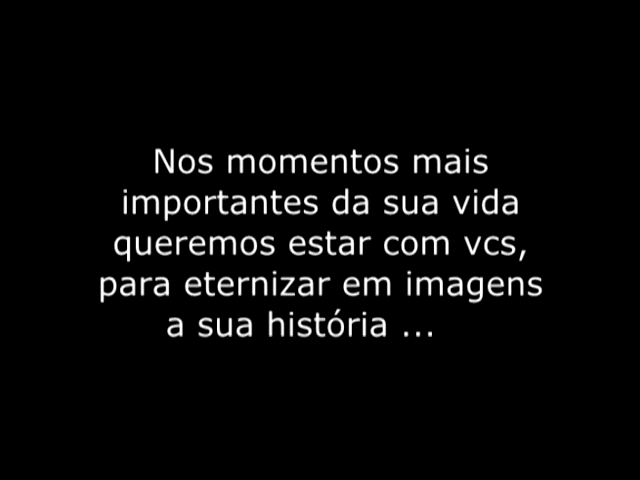 Nos momentos mais
importantes da sua vida
queremos estar com vcs,
para eternizar em imagens
a sua história ...